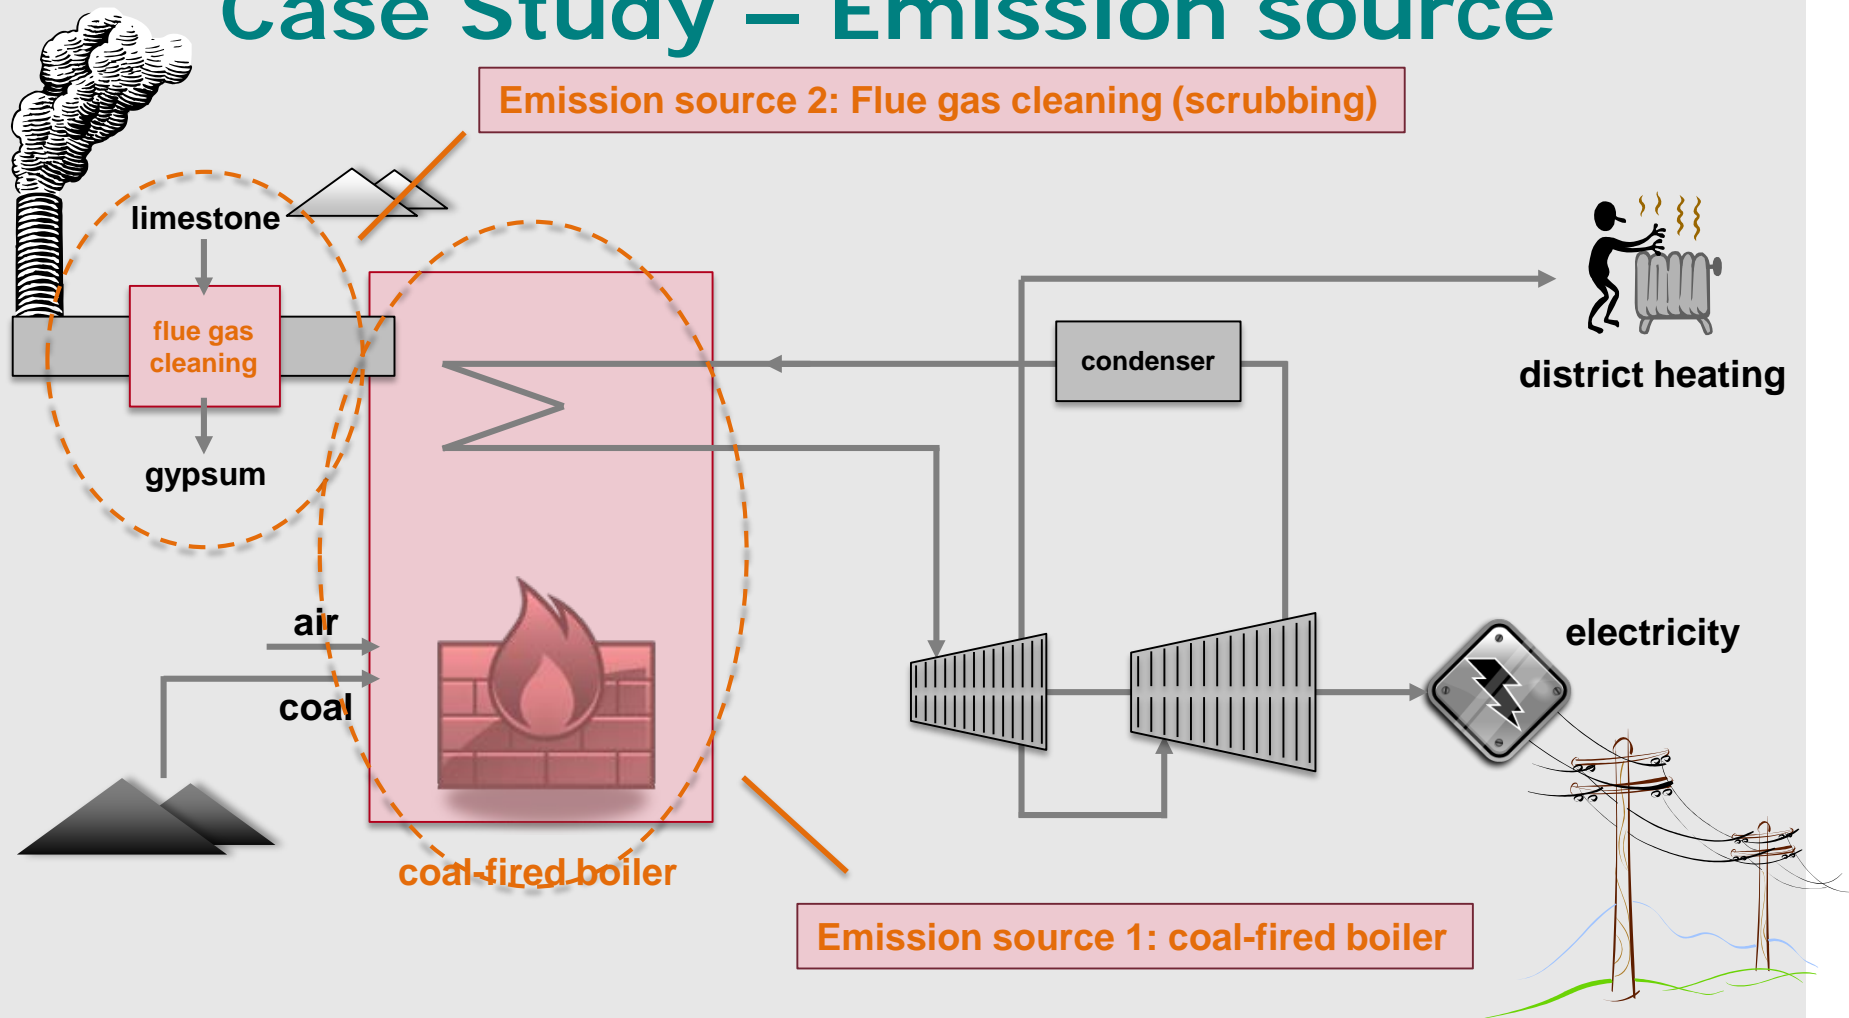 Case Study – Emission source
Emission source 2: Flue gas cleaning (scrubbing)
limestone
flue gas
cleaning
gypsum
condenser
district heating
air
coal
electricity
coal-fired boiler
Emission source 1: coal-fired boiler